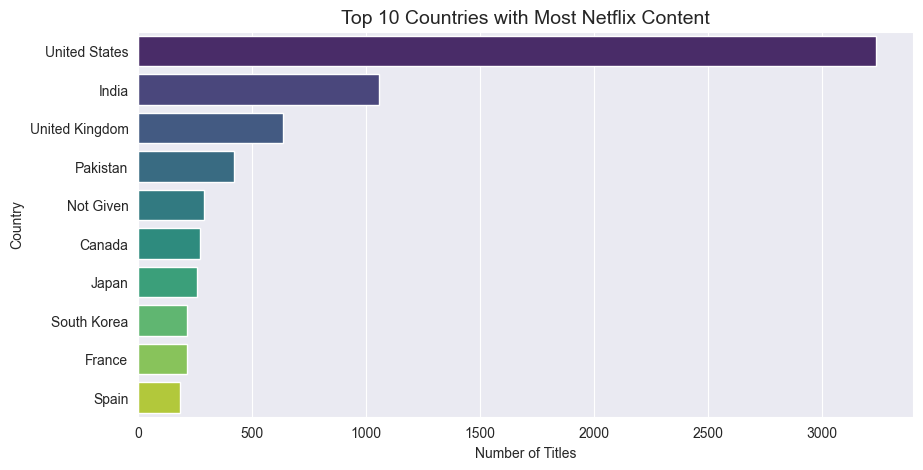 Top 10 Countries with Most Netflix Content
Country
United States
India
United Kingdom
Pakistan
Not Given
Canada
Japan
South Korea
France
Spain
0 500 1000 1500 2000 2500 3000
Number of Titles